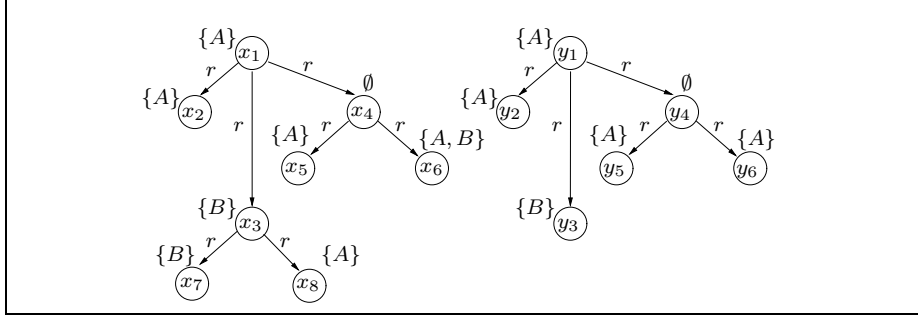 {A} x1 {A} y1
r r r r
{A} x2 ∅ x4 {A} y2 ∅ y4
r r r r r r
{A} x5 {A, B} x6 {A} y5 {A} y6
{B} x3 {B} y3
r r
{B} x7 {A} x8